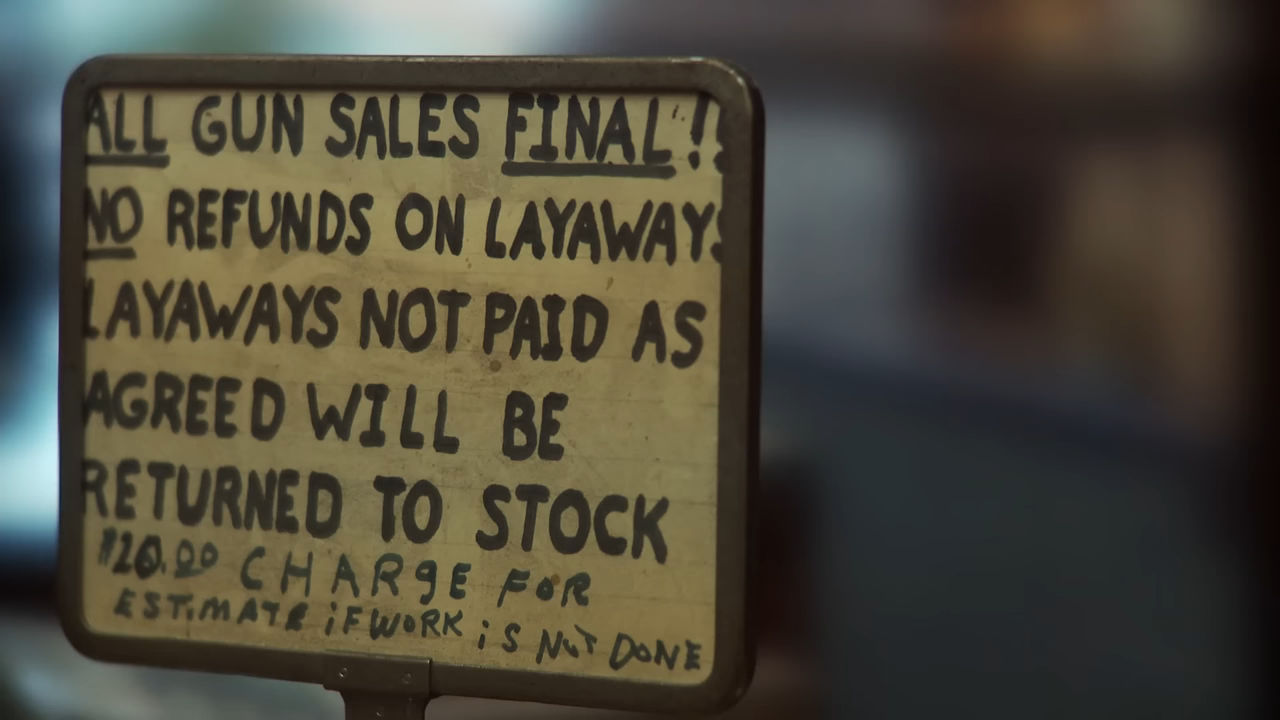 ALL GUN SALES FINAL!!
NO REFUNDS ON LAYAWAYS
LAYAWAYS NOT PAID AS
AGREED WILL BE
RETURNED TO STOCK
$20.00 CHARGE FOR
ESTIMATE iF WORK iS NOT DONE